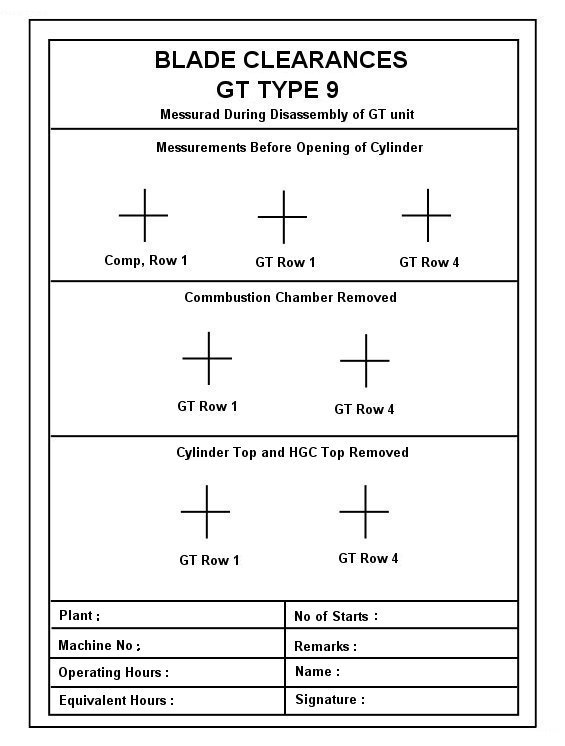 BLADE CLEARANCES
GT TYPE 9
Messurad During Disassembly of GT unit
Messurements Before Opening of Cylinder
Comp, Row 1
GT Row 1
GT Row 4
Commbustion Chamber Removed
GT Row 1
GT Row 4
Cylinder Top and HGC Top Removed
GT Row 1
GT Row 4
Plant ;
No of Starts :
Machine No ;
Remarks :
Operating Hours :
Name :
Equivalent Hours :
Signature :